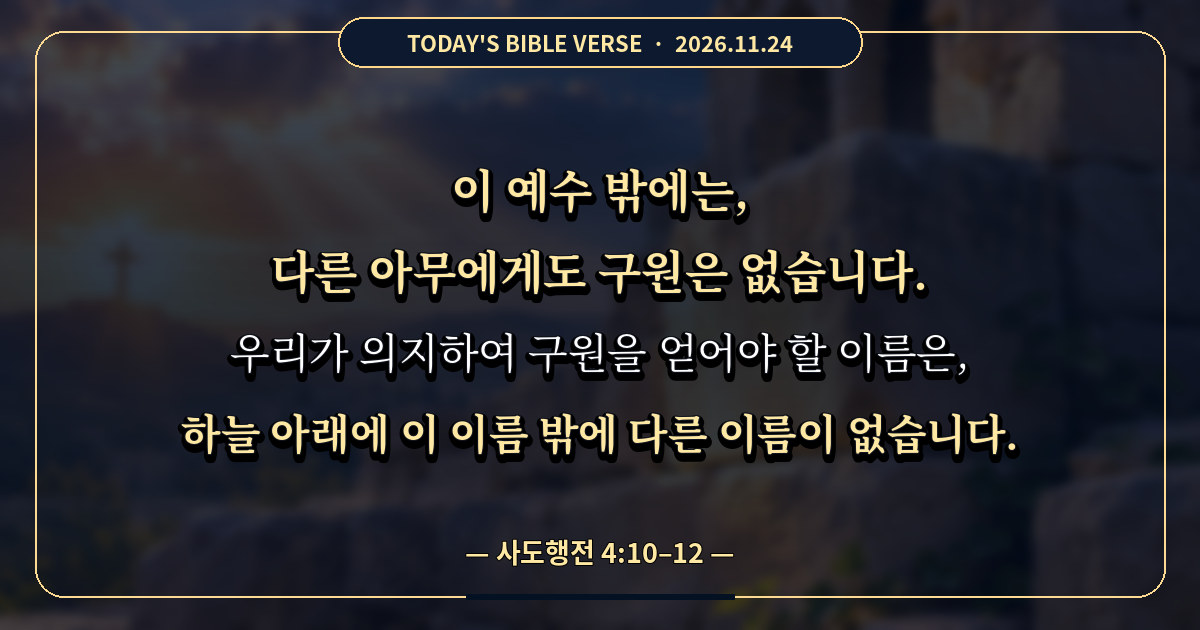 TODAY'S BIBLE VERSE · 2026.11.24
이 예수 밖에는,
다른 아무에게도 구원은 없습니다.
우리가 의지하여 구원을 얻어야 할 이름은,
하늘 아래에 이 이름 밖에 다른 이름이 없습니다.
— 사도행전 4:10–12 —